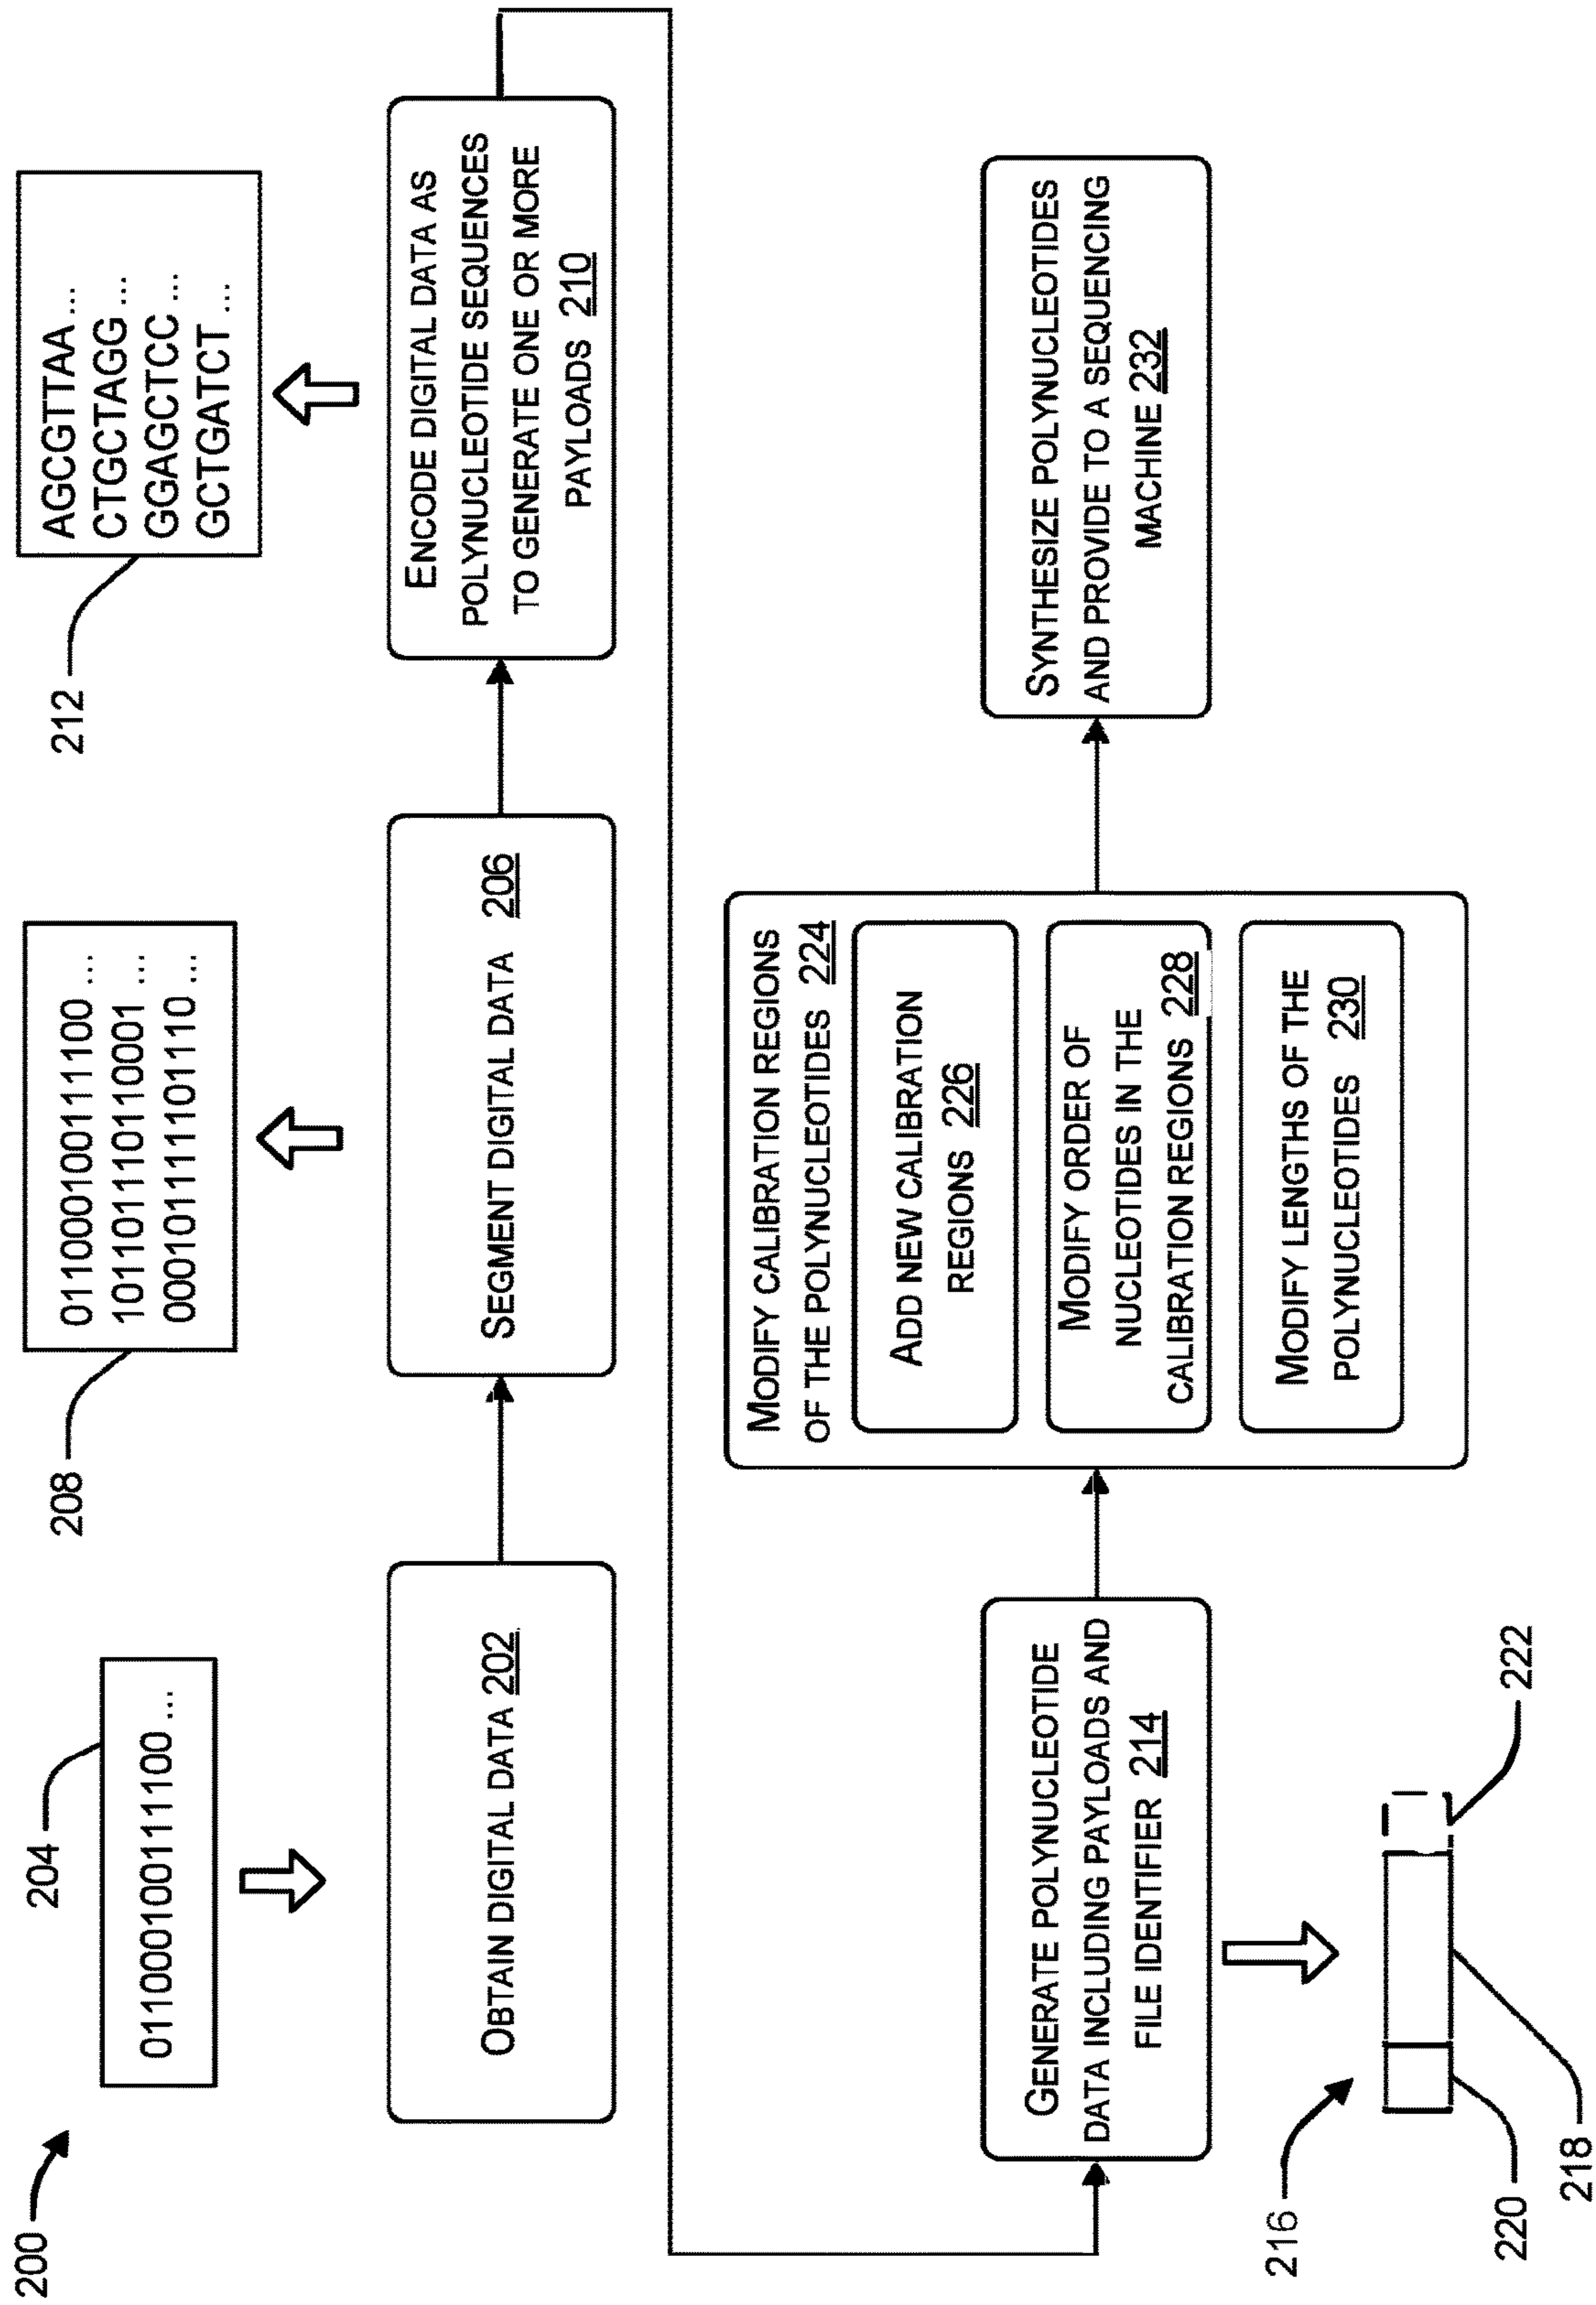 200
204
0110001001111100 ...
OBTAIN DIGITAL DATA 202
208
0110001001111100 ...
1011011101110001 ...
0001011111101110 ...
SEGMENT DIGITAL DATA 206
212
AGCGTTAA ...
CTGCTAGG ...
GGAGCTCC ...
GCTGATCT ...
ENCODE DIGITAL DATA AS
POLYNUCLEOTIDE SEQUENCES
TO GENERATE ONE OR MORE
PAYLOADS 210
GENERATE POLYNUCLEOTIDE
DATA INCLUDING PAYLOADS AND
FILE IDENTIFIER 214
216
220
218
222
MODIFY CALIBRATION REGIONS
OF THE POLYNUCLEOTIDES 224
ADD NEW CALIBRATION
REGIONS 226
MODIFY ORDER OF
NUCLEOTIDES IN THE
CALIBRATION REGIONS 228
MODIFY LENGTHS OF THE
POLYNUCLEOTIDES 230
SYNTHESIZE POLYNUCLEOTIDES
AND PROVIDE TO A SEQUENCING
MACHINE 232